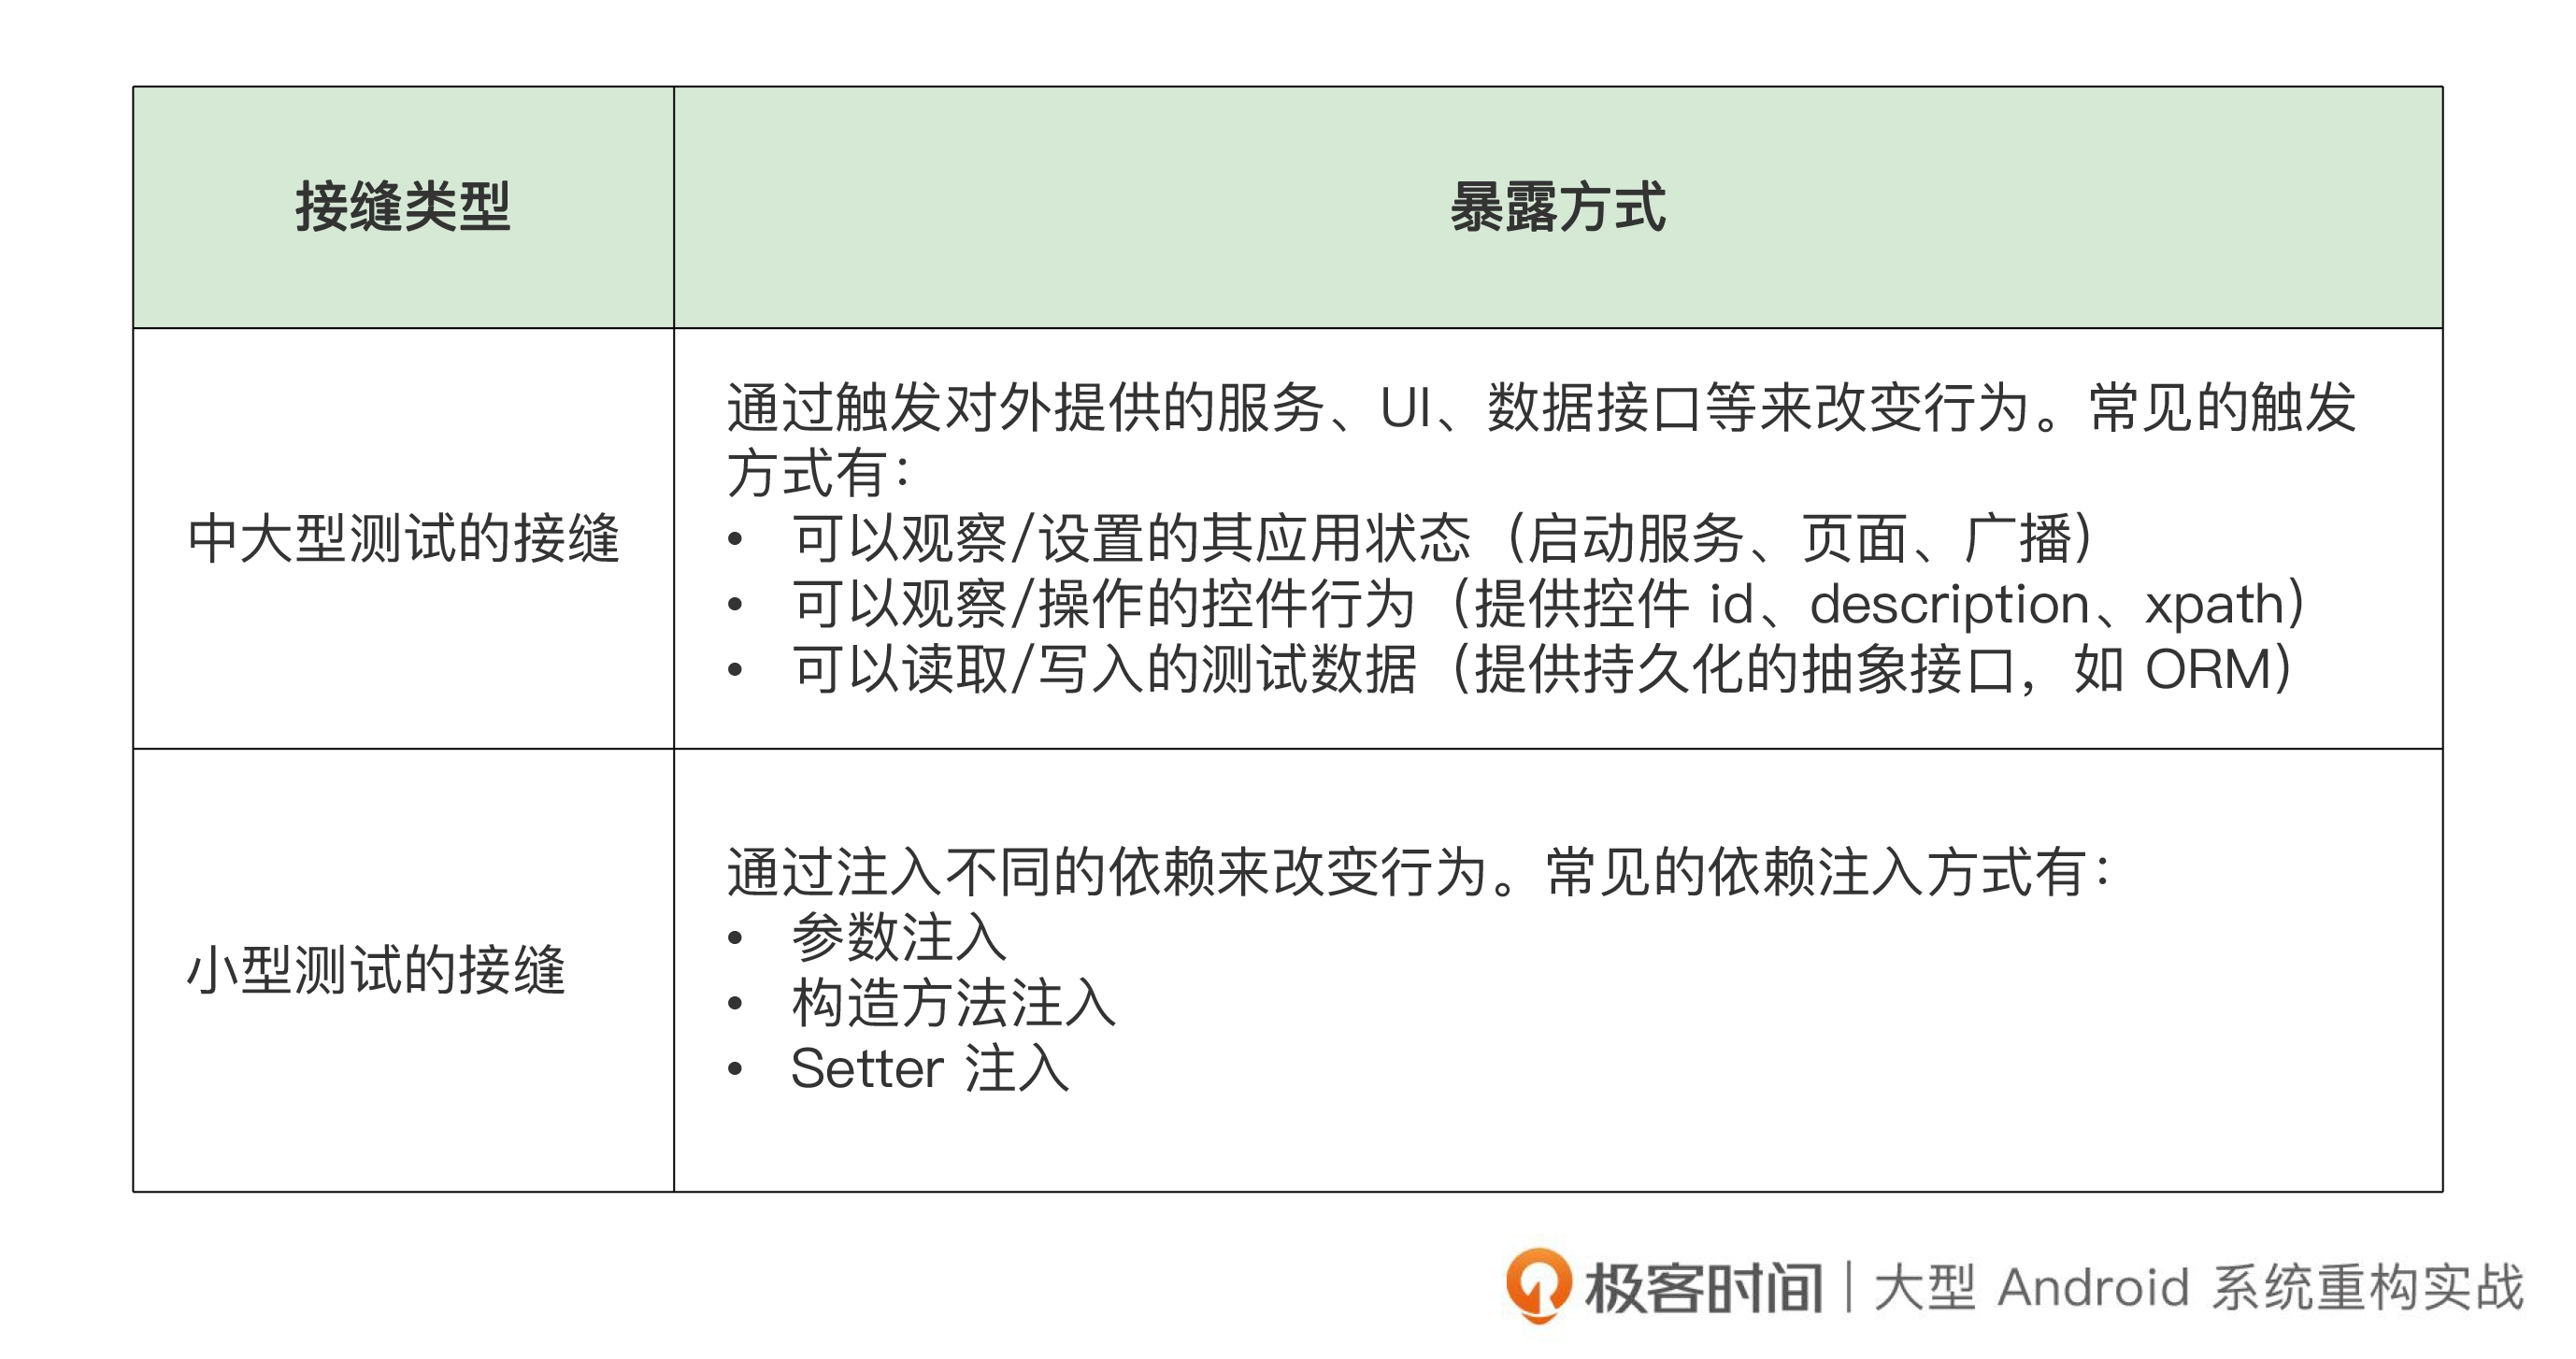 接缝类型
暴露方式
中大型测试的接缝
通过触发对外提供的服务、UI、数据接口等来改变行为。常见的触发
方式有：
• 可以观察/设置的其应用状态（启动服务、页面、广播）
• 可以观察/操作的控件行为（提供控件 id、description、xpath）
• 可以读取/写入的测试数据（提供持久化的抽象接口，如 ORM）
小型测试的接缝
通过注入不同的依赖来改变行为。常见的依赖注入方式有：
• 参数注入
• 构造方法注入
• Setter 注入
极客时间 | 大型 Android 系统重构实战